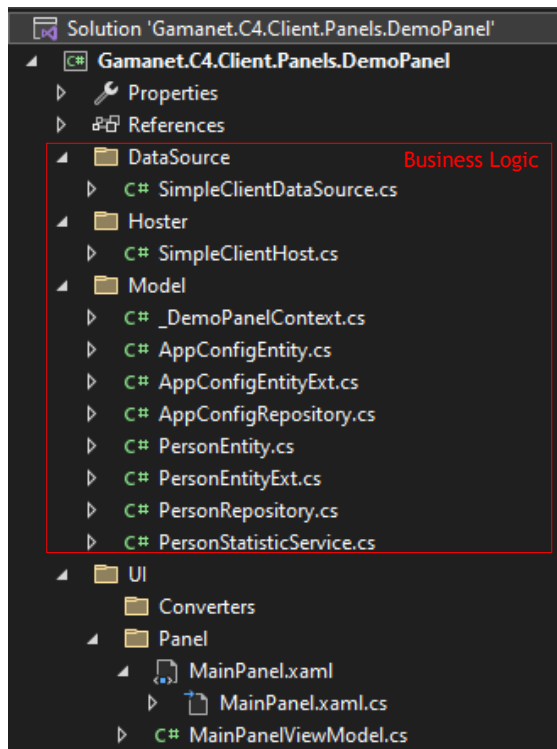 Solution 'Gamanet.C4.Client.Panels.DemoPanel'
C# Gamanet.C4.Client.Panels.DemoPanel
Properties
References
DataSource Business Logic
C# SimpleClientDataSource.cs
Hoster
C# SimpleClientHost.cs
Model
C# _DemoPanelContext.cs
C# AppConfigEntity.cs
C# AppConfigEntityExt.cs
C# AppConfigRepository.cs
C# PersonEntity.cs
C# PersonEntityExt.cs
C# PersonRepository.cs
C# PersonStatisticService.cs
UI
Converters
Panel
MainPanel.xaml
MainPanel.xaml.cs
C# MainPanelViewModel.cs